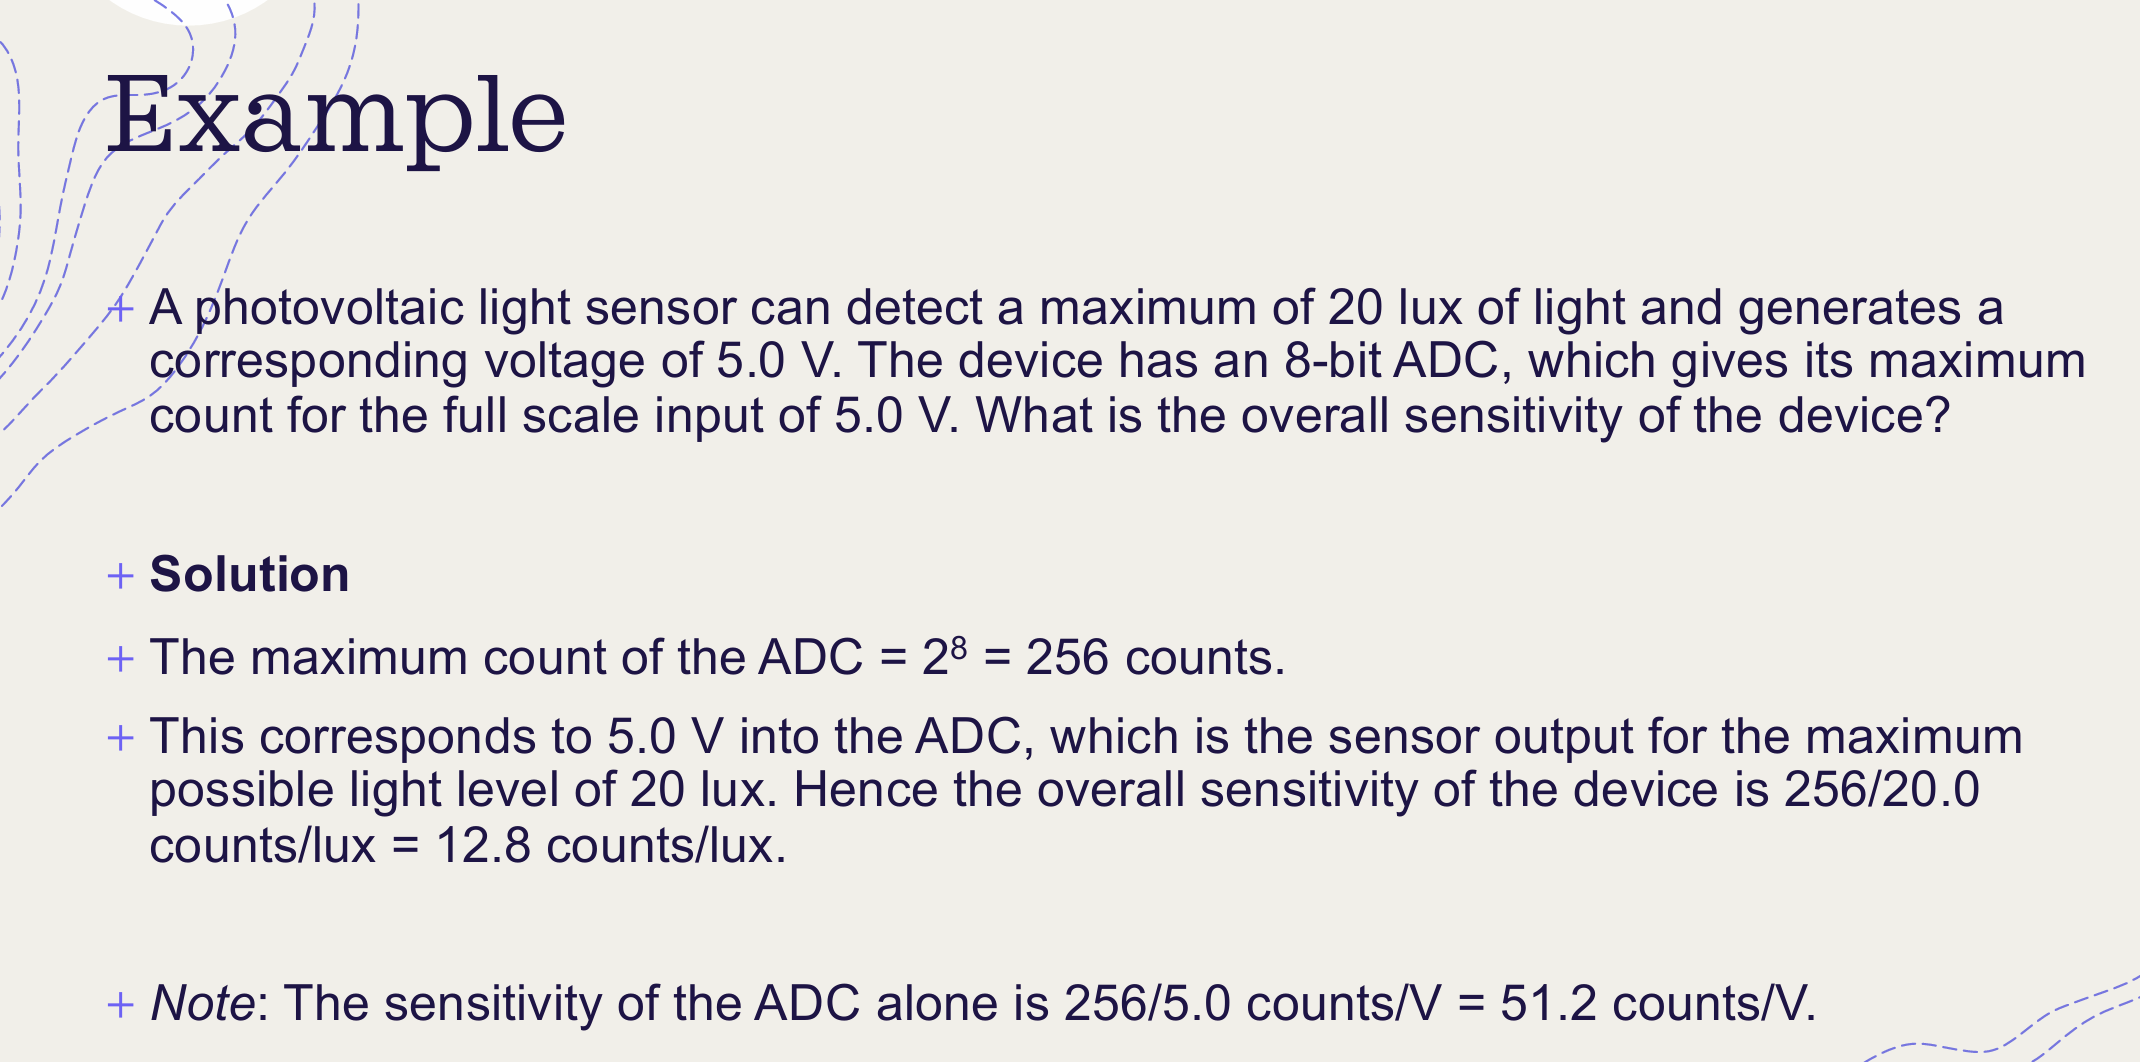 Example
+ A photovoltaic light sensor can detect a maximum of 20 lux of light and generates a
corresponding voltage of 5.0 V. The device has an 8-bit ADC, which gives its maximum
count for the full scale input of 5.0 V. What is the overall sensitivity of the device?
+ Solution
+ The maximum count of the ADC = 2⁸ = 256 counts.
+ This corresponds to 5.0 V into the ADC, which is the sensor output for the maximum
possible light level of 20 lux. Hence the overall sensitivity of the device is 256/20.0
counts/lux = 12.8 counts/lux.
+ Note: The sensitivity of the ADC alone is 256/5.0 counts/V = 51.2 counts/V.